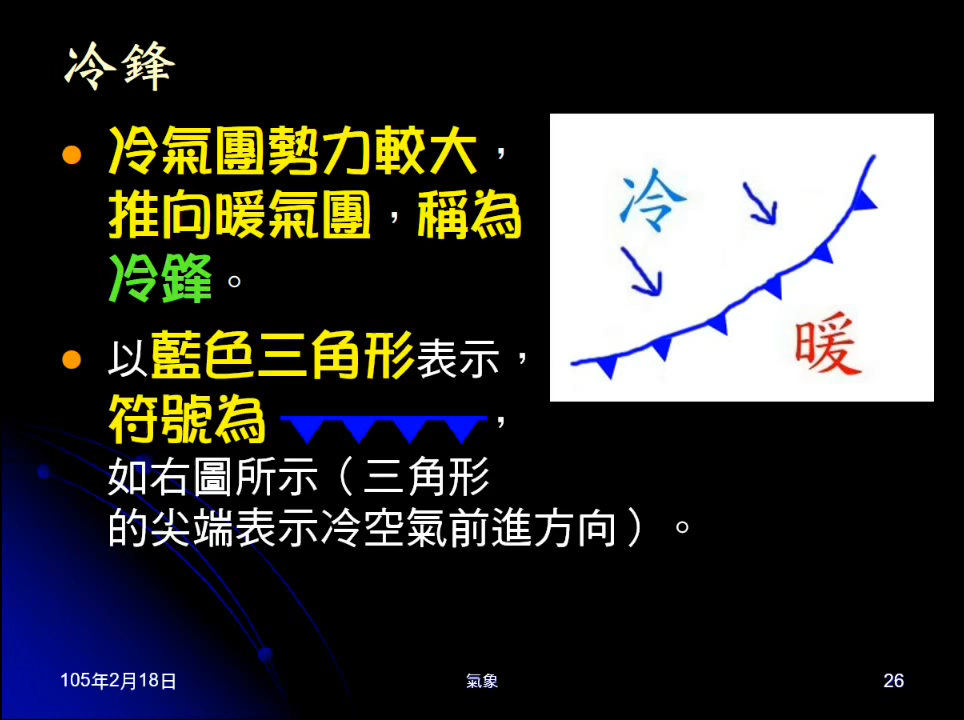 冷鋒
冷氣團勢力較大，
推向暖氣團，稱為
冷鋒。
以藍色三角形表示，
符號為 ，
如右圖所示（三角形
的尖端表示冷空氣前進方向）。
冷
暖
105年2月18日
氣象
26